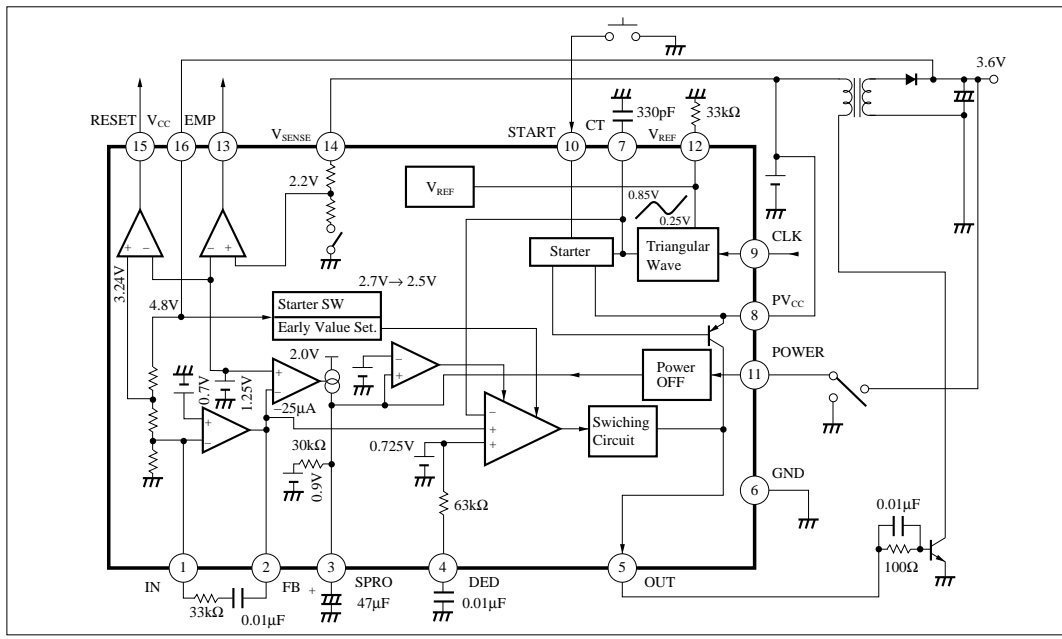 3.6V
330pF
33kΩ
RESET
VCC
EMP
VSENSE
START
CT
VREF
15
16
13
14
10
7
12
2.2V
VREF
0.85V
0.25V
+
−
−
+
Starter
Triangular
Wave
CLK
9
3.24V
4.8V
2.7V→2.5V
Starter SW
Early Value Set.
PVCC
8
2.0V
0.7V
1.25V
+
−
−
+
Power
OFF
POWER
11
−25µA
+
−
−
+
+
Swiching
Circuit
30kΩ
0.725V
0.9V
63kΩ
GND
6
0.01µF
100Ω
1
2
3
4
5
IN
FB
SPRO
DED
OUT
+
47µF
0.01µF
33kΩ
0.01µF